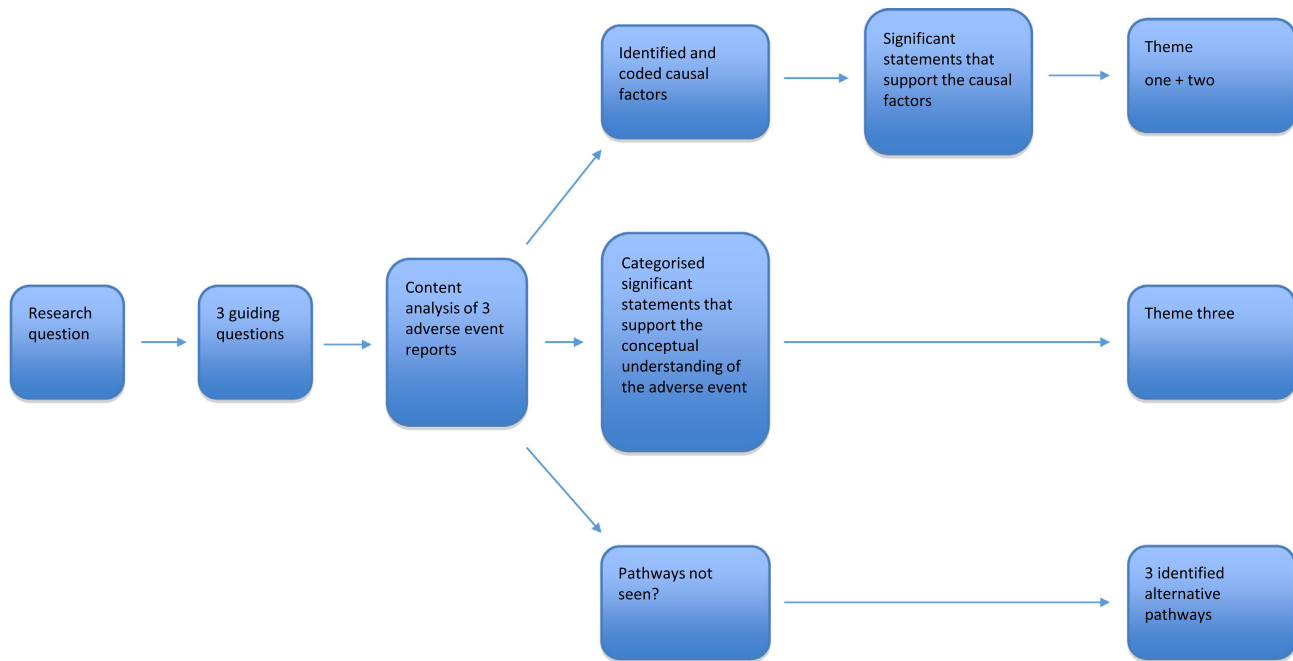 Research
question
3 guiding
questions
Content
analysis of 3
adverse event
reports
Identified and
coded causal
factors
Significant
statements that
support the causal
factors
Theme
one + two
Categorised
significant
statements that
support the
conceptual
understanding of
the adverse event
Theme three
Pathways not
seen?
3 identified
alternative
pathways